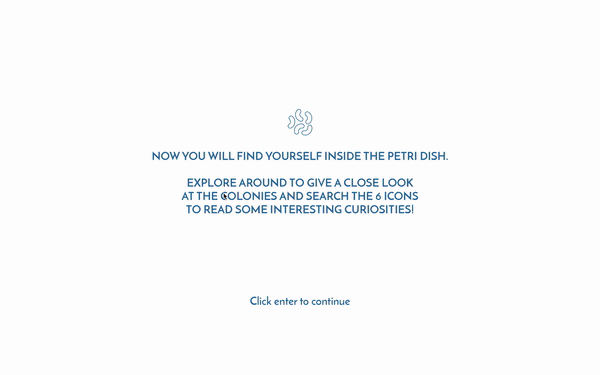 NOW YOU WILL FIND YOURSELF INSIDE THE PETRI DISH.
EXPLORE AROUND TO GIVE A CLOSE LOOK
AT THE COLONIES AND SEARCH THE 6 ICONS
TO READ SOME INTERESTING CURIOSITIES!
Click enter to continue